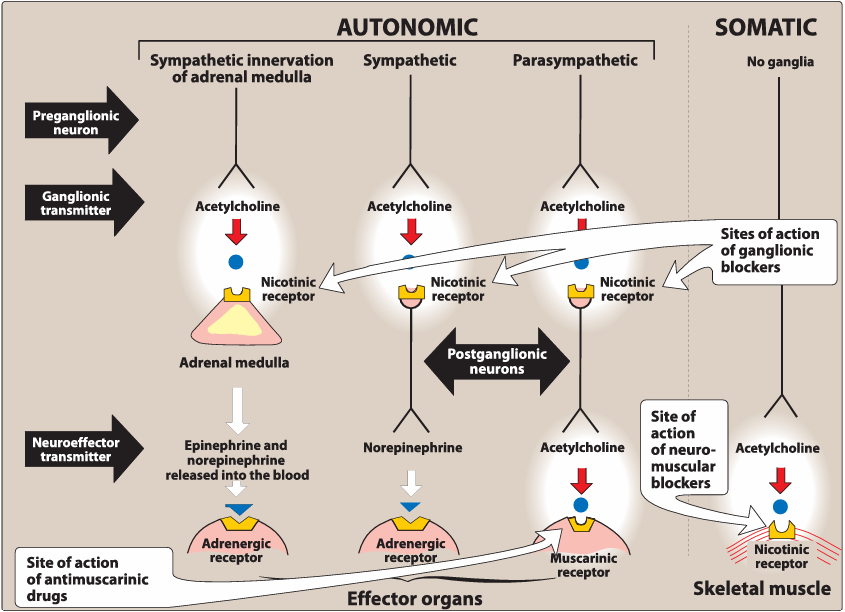 AUTONOMIC
SOMATIC
Sympathetic innervation
of adrenal medulla
Sympathetic
Parasympathetic
No ganglia
Preganglionic
neuron
Ganglionic
transmitter
Acetylcholine
Acetylcholine
Acetylcholine
Sites of action
of ganglionic
blockers
Nicotinic
receptor
Nicotinic
receptor
Nicotinic
receptor
Adrenal medulla
Postganglionic
neurons
Neuroeffector
transmitter
Epinephrine and
norepinephrine
released into the blood
Norepinephrine
Acetylcholine
Site of
action
of neuro-
muscular
blockers
Acetylcholine
Adrenergic
receptor
Adrenergic
receptor
Muscarinic
receptor
Nicotinic
receptor
Site of action
of antimuscarinic
drugs
Effector organs
Skeletal muscle